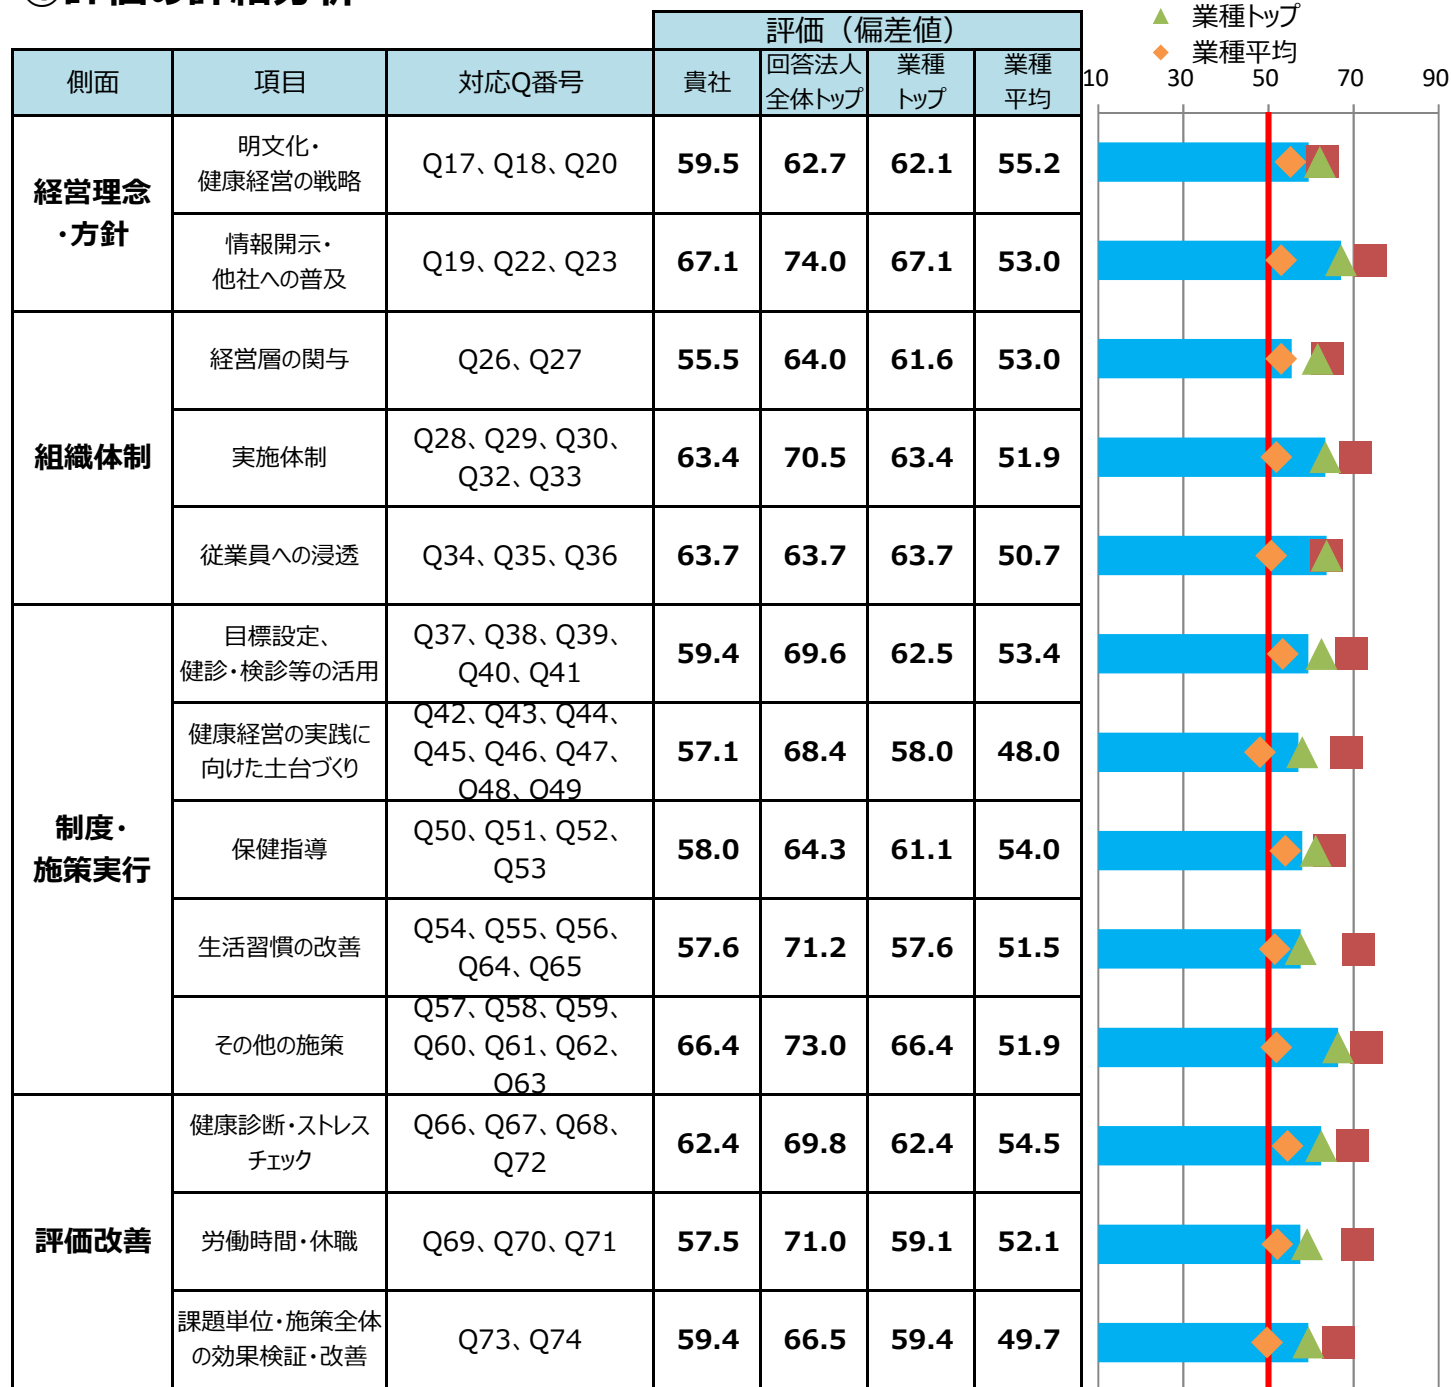 ▲ 業種トップ
評価（偏差値）
◆ 業種平均
側面 項目 対応Q番号 貴社 回答法人 業種 業種
全体トップ トップ 平均
10 30 50 70 90
経営理念
・方針
明文化・
健康経営の戦略
Q17、Q18、Q20 59.5 62.7 62.1 55.2
情報開示・
他社への普及
Q19、Q22、Q23 67.1 74.0 67.1 53.0
組織体制
経営層の関与 Q26、Q27 55.5 64.0 61.6 53.0
実施体制
Q28、Q29、Q30、
Q32、Q33
63.4 70.5 63.4 51.9
従業員への浸透 Q34、Q35、Q36 63.7 63.7 63.7 50.7
制度・
施策実行
目標設定、
健診・検診等の活用
Q37、Q38、Q39、
Q40、Q41
59.4 69.6 62.5 53.4
健康経営の実践に
向けた土台づくり
Q42、Q43、Q44、
Q45、Q46、Q47、
Q48、Q49
57.1 68.4 58.0 48.0
保健指導
Q50、Q51、Q52、
Q53
58.0 64.3 61.1 54.0
生活習慣の改善
Q54、Q55、Q56、
Q64、Q65
57.6 71.2 57.6 51.5
その他の施策
Q57、Q58、Q59、
Q60、Q61、Q62、
Q63
66.4 73.0 66.4 51.9
評価改善
健康診断・ストレス
チェック
Q66、Q67、Q68、
Q72
62.4 69.8 62.4 54.5
労働時間・休職 Q69、Q70、Q71 57.5 71.0 59.1 52.1
課題単位・施策全体
の効果検証・改善
Q73、Q74 59.4 66.5 59.4 49.7